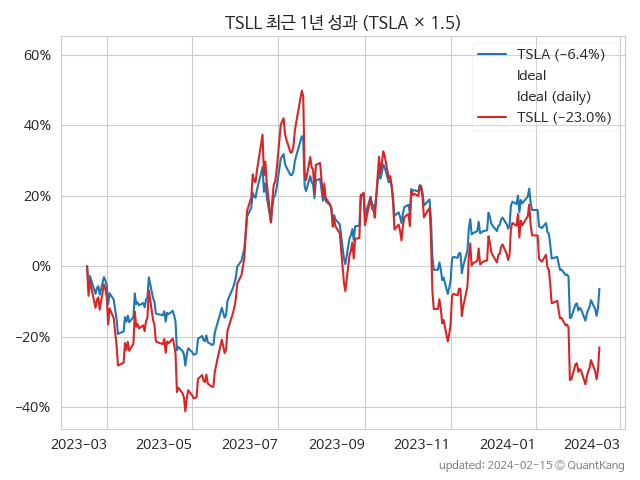 TSLL 최근 1년 성과 (TSLA × 1.5)
TSLA (−6.4%)
Ideal
Ideal (daily)
TSLL (−23.0%)
60%
40%
20%
0%
−20%
−40%
2023-03 2023-05 2023-07 2023-09 2023-11 2024-01 2024-03
updated: 2024-02-15 © QuantKang